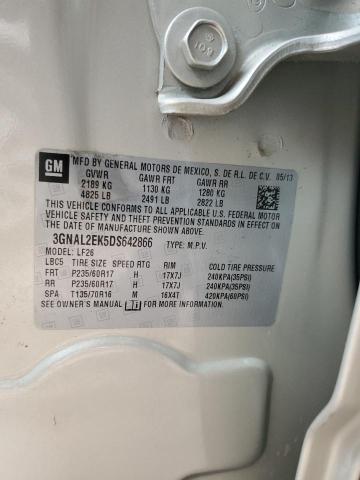 10.9
GM
MFD BY GENERAL MOTORS DE MEXICO, S. DE R.L. DE C.V. 05/13
GVWR GAWR FRT GAWR RR
2189 KG 1130 KG 1280 KG
4825 LB 2491 LB 2822 LB
THIS VEHICLE CONFORMS TO ALL APPLICABLE U.S. FEDERAL
MOTOR VEHICLE SAFETY, BUMPER, AND THEFT PREVENTION
STANDARDS IN EFFECT ON THE DATE OF MANUFACTURE
SHOWN ABOVE.
3GNAL2EK5DS642866 TYPE: M.P.V.
MODEL: LF26
LBC5 TIRE SIZE SPEED RTG RIM
FRT P235/60R17 H 17X7J 240KPA(35PSI)
RR P235/60R17 H 17X7J 240KPA(35PSI)
SPA T135/70R16 M 16X4T 420KPA(60PSI)
SEE OWNER'S MANUAL FOR MORE INFORMATION